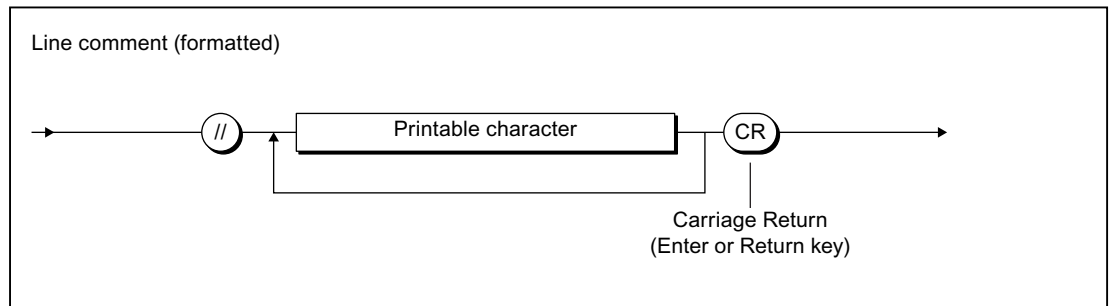 Line comment (formatted)
// Printable character CR
Carriage Return
(Enter or Return key)